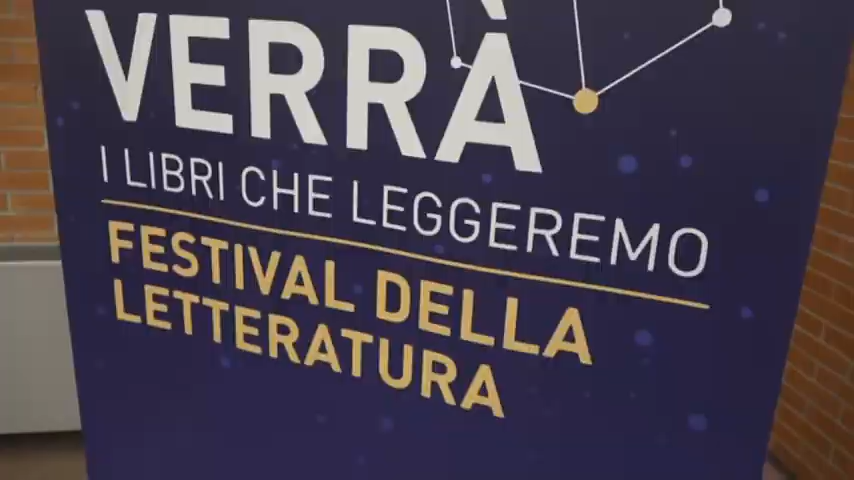 VERRÀ
I LIBRI CHE LEGGEREMO
FESTIVAL DELLA
LETTERATURA